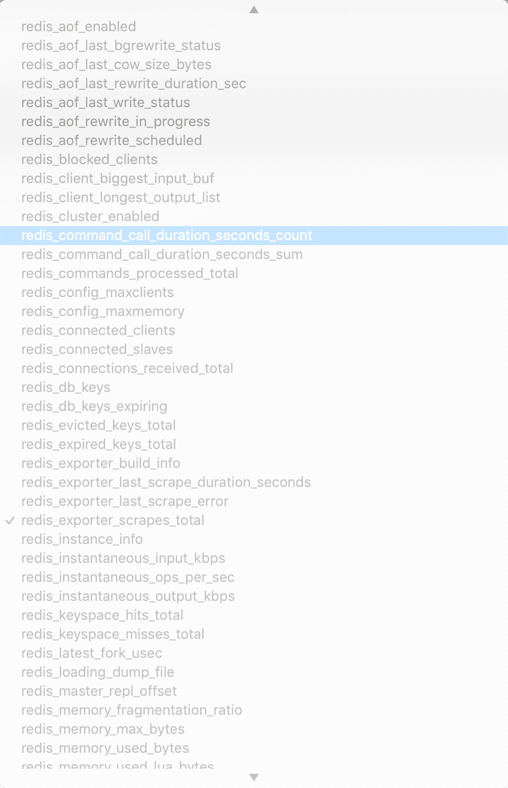 redis_aof_enabled
redis_aof_last_bgrewrite_status
redis_aof_last_cow_size_bytes
redis_aof_last_rewrite_duration_sec
redis_aof_last_write_status
redis_aof_rewrite_in_progress
redis_aof_rewrite_scheduled
redis_blocked_clients
redis_client_biggest_input_buf
redis_client_longest_output_list
redis_cluster_enabled
redis_command_call_duration_seconds_count
redis_command_call_duration_seconds_sum
redis_commands_processed_total
redis_config_maxclients
redis_config_maxmemory
redis_connected_clients
redis_connected_slaves
redis_connections_received_total
redis_db_keys
redis_db_keys_expiring
redis_evicted_keys_total
redis_expired_keys_total
redis_exporter_build_info
redis_exporter_last_scrape_duration_seconds
redis_exporter_last_scrape_error
redis_exporter_scrapes_total
redis_instance_info
redis_instantaneous_input_kbps
redis_instantaneous_ops_per_sec
redis_instantaneous_output_kbps
redis_keyspace_hits_total
redis_keyspace_misses_total
redis_latest_fork_usec
redis_loading_dump_file
redis_master_repl_offset
redis_memory_fragmentation_ratio
redis_memory_max_bytes
redis_memory_used_bytes
redis_memory_used_lua_bytes